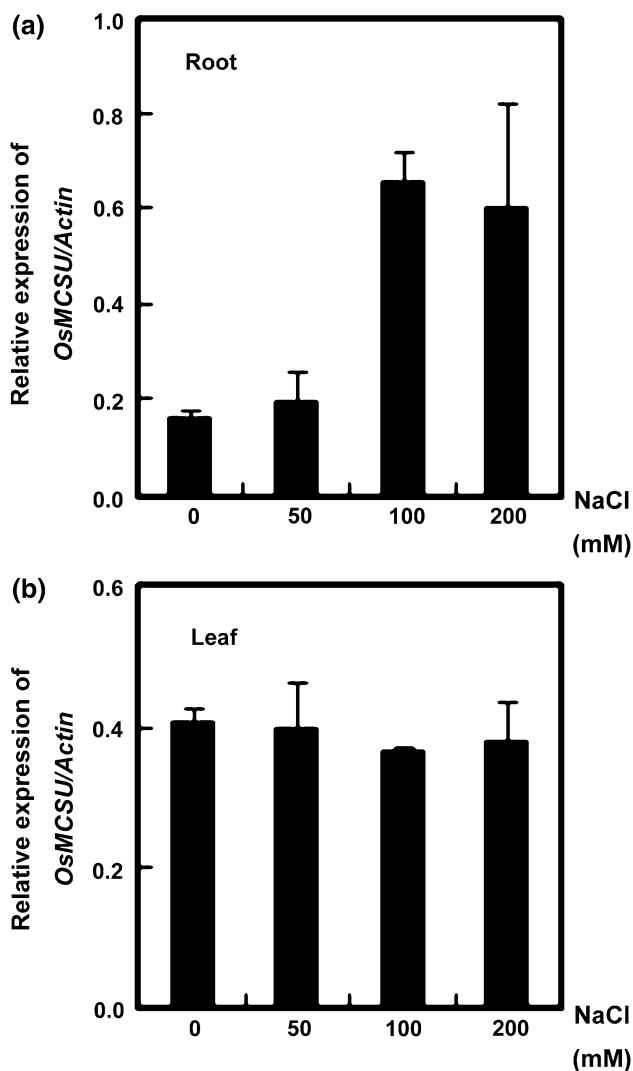 (a)
Root
Relative expression of
OsMCSU/Actin
1.0
0.8
0.6
0.4
0.2
0.0
0 50 100 200 NaCl
(mM)
(b)
Leaf
Relative expression of
OsMCSU/Actin
0.6
0.4
0.2
0.0
0 50 100 200 NaCl
(mM)